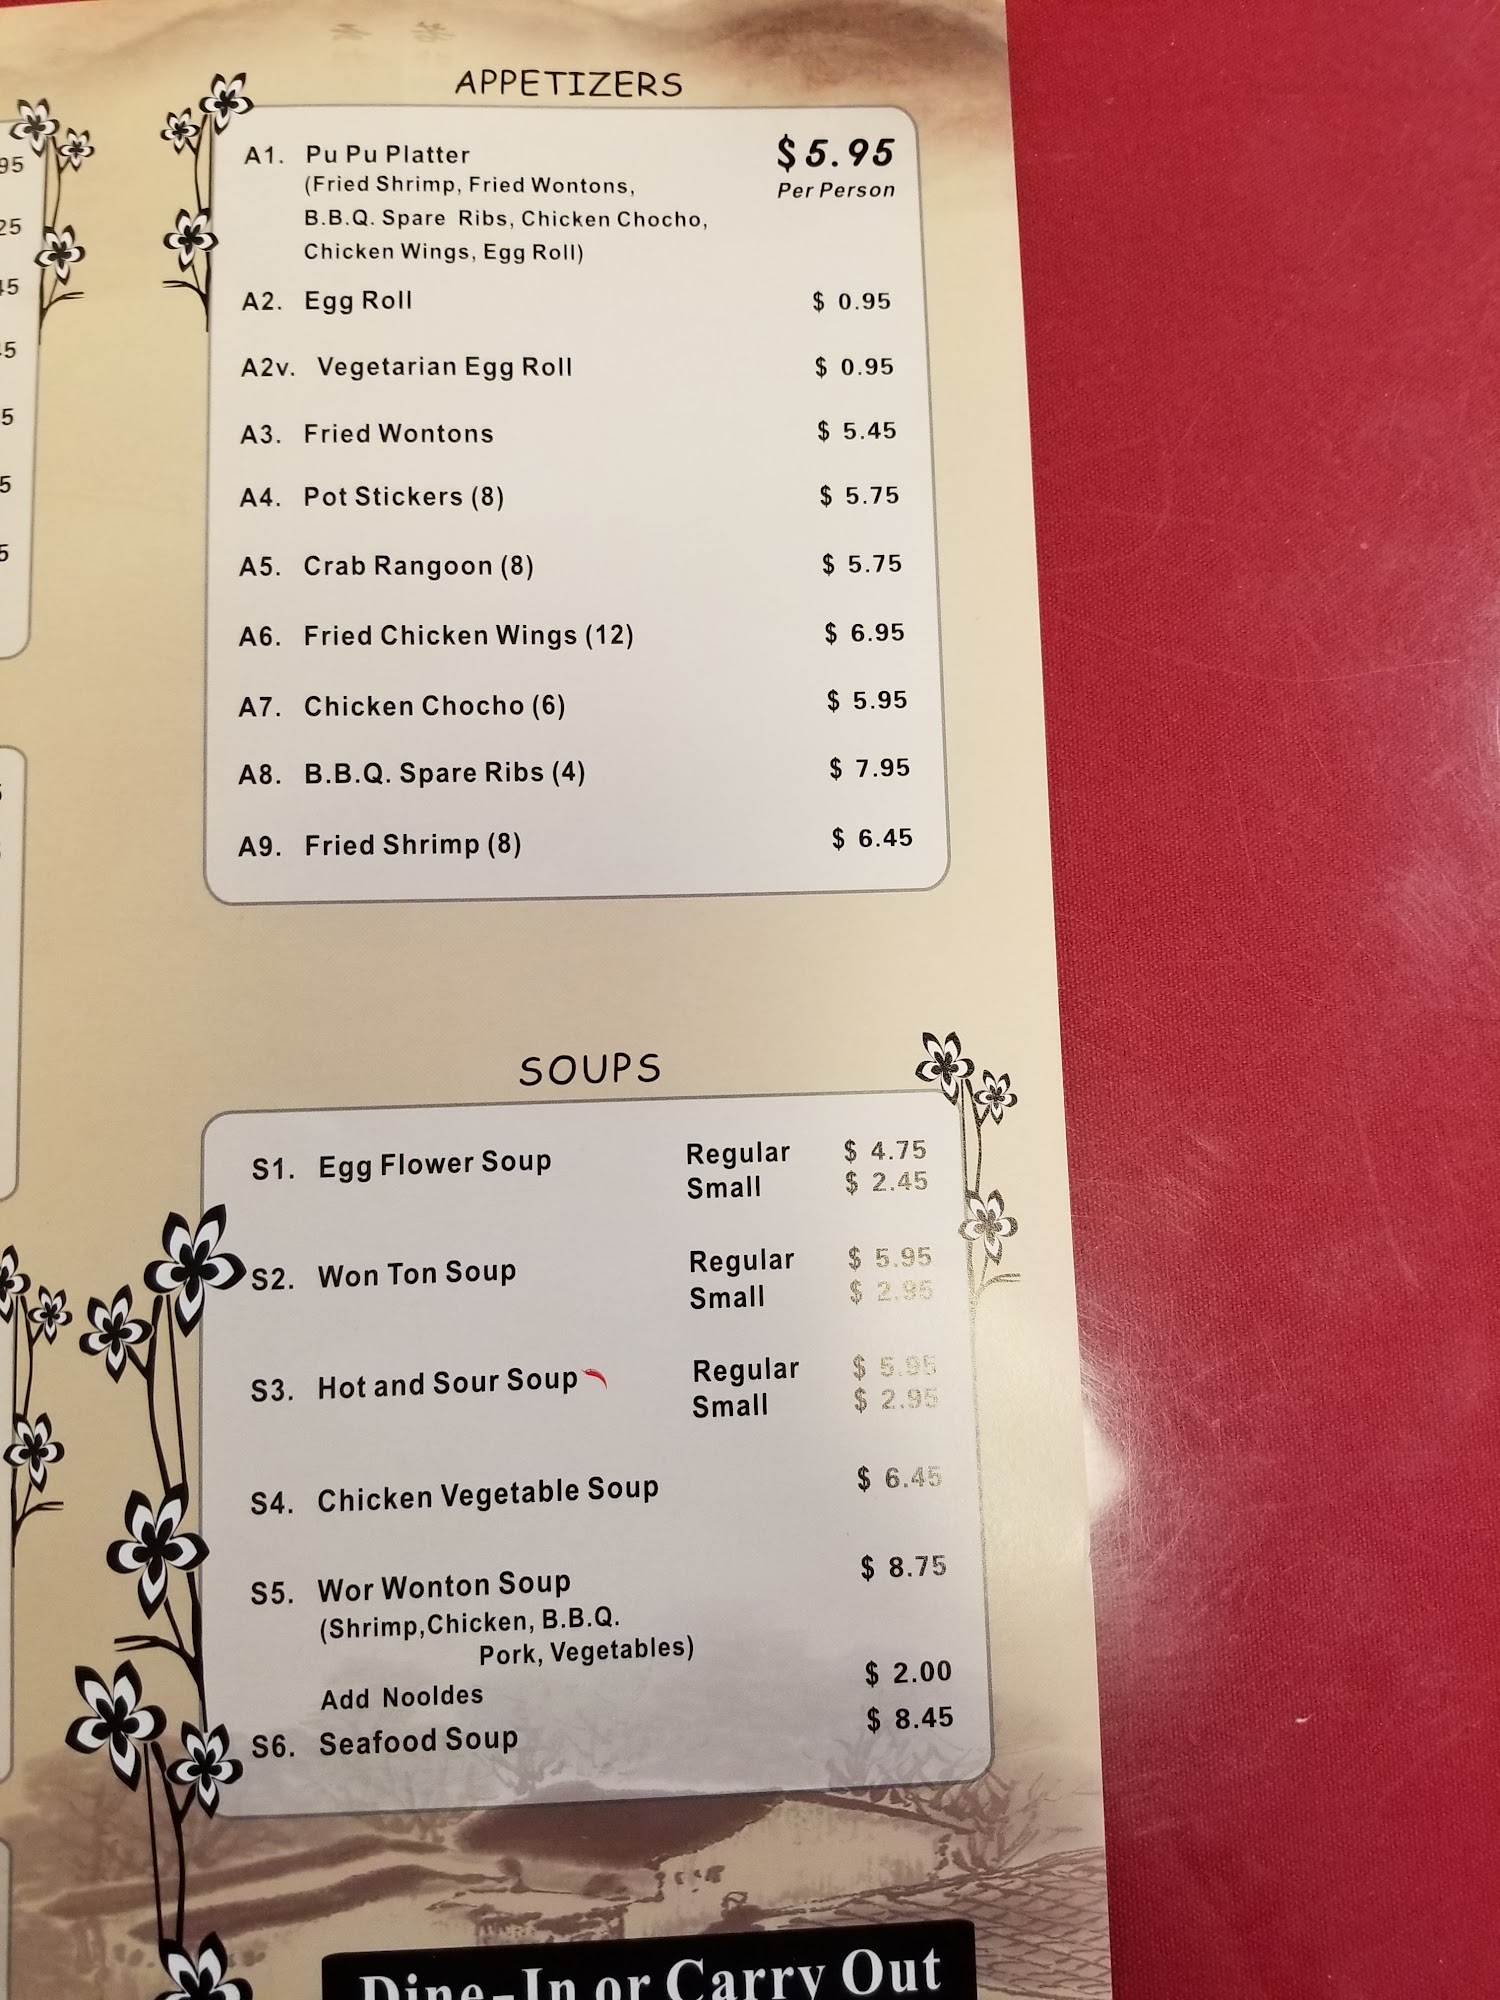 APPETIZERS
A1. Pu Pu Platter $5.95
(Fried Shrimp, Fried Wontons, Per Person
B.B.Q. Spare Ribs, Chicken Chocho,
Chicken Wings, Egg Roll)
A2. Egg Roll $ 0.95
A2v. Vegetarian Egg Roll $ 0.95
A3. Fried Wontons $ 5.45
A4. Pot Stickers (8) $ 5.75
A5. Crab Rangoon (8) $ 5.75
A6. Fried Chicken Wings (12) $ 6.95
A7. Chicken Chocho (6) $ 5.95
A8. B.B.Q. Spare Ribs (4) $ 7.95
A9. Fried Shrimp (8) $ 6.45
SOUPS
S1. Egg Flower Soup Regular $ 4.75
Small $ 2.45
S2. Won Ton Soup Regular $ 5.95
Small $ 2.95
S3. Hot and Sour Soup Regular $ 5.95
Small $ 2.95
S4. Chicken Vegetable Soup $ 6.45
S5. Wor Wonton Soup $ 8.75
(Shrimp,Chicken, B.B.Q.
Pork, Vegetables)
Add Nooldes $ 2.00
S6. Seafood Soup $ 8.45
Dine-In or Carry Out